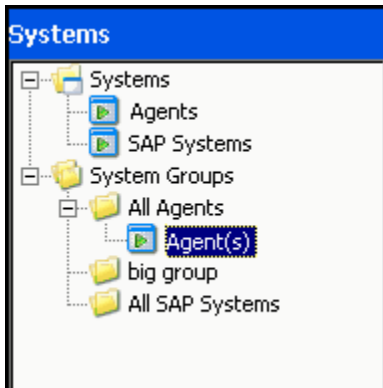 Systems
Systems
Agents
SAP Systems
System Groups
All Agents
Agent(s)
big group
All SAP Systems